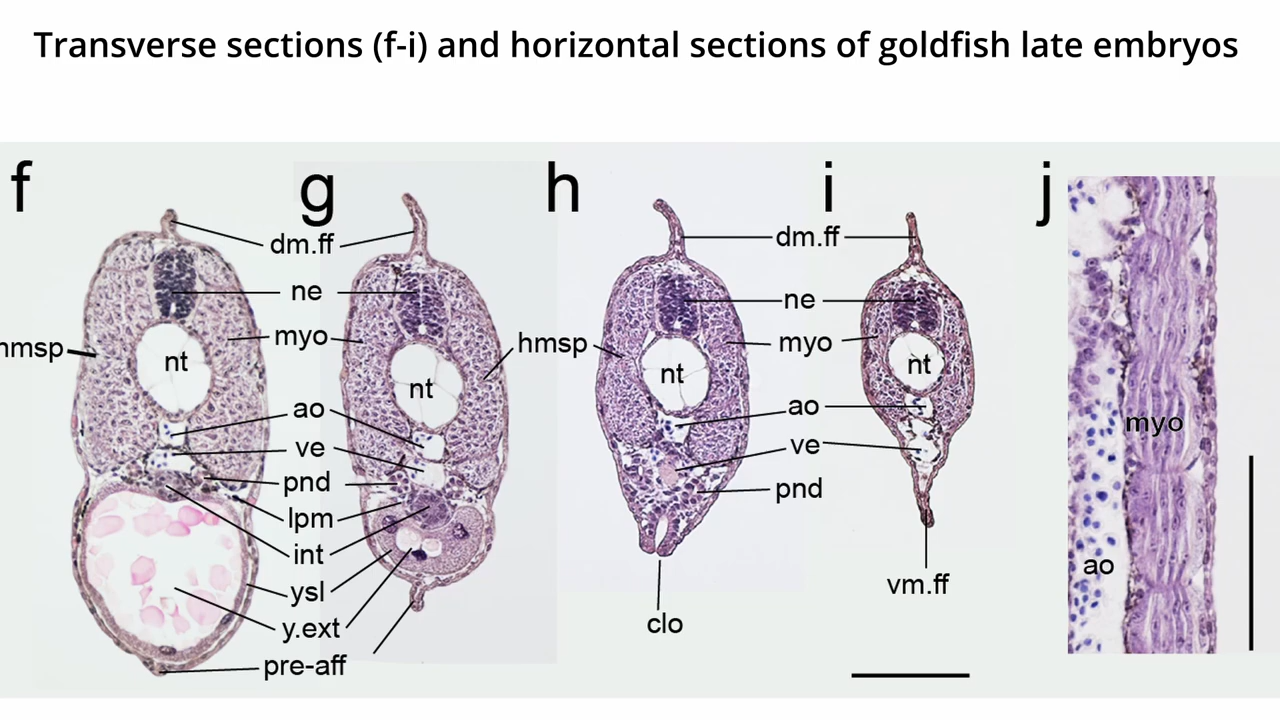 Transverse sections (f-i) and horizontal sections of goldfish late embryos
f g h i j
dm.ff dm.ff
ne ne
hmsp myo hmsp myo
nt nt nt nt
ao ao
myo
ve ve
pnd pnd
lpm
int
ao
ysl vm.ff
y.ext clo
pre-aff